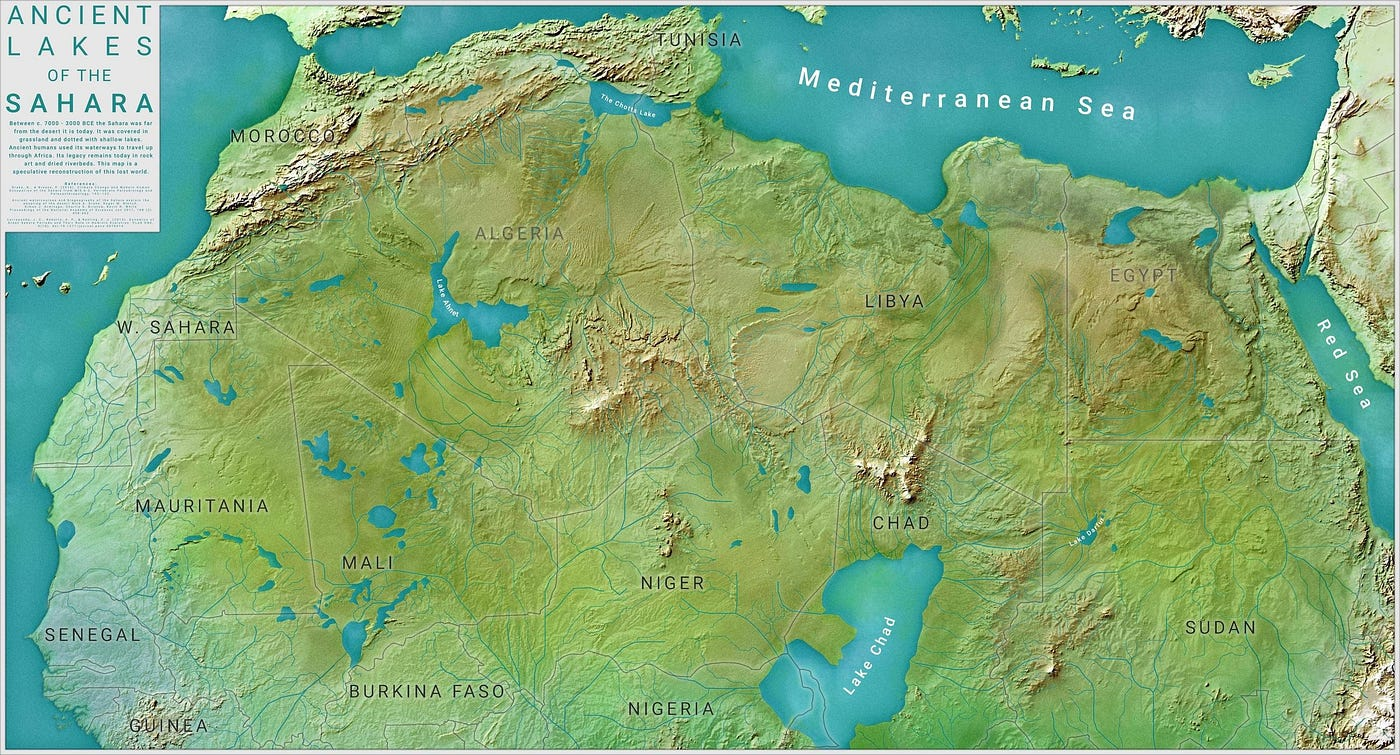 ANCIENT
LAKES
OF THE
SAHARA
Between c. 7000 - 3000 BCE the Sahara was far
from the desert it is today. It was covered in
grassland and dotted with shallow lakes.
Ancient humans used its waterways to travel up
through Africa. Its legacy remains today in rock
art and dried riverbeds. This map is a
speculative reconstruction of this lost world.
References:
TUNISIA
Mediterranean Sea
The Chotts Lake
MOROCCO
ALGERIA
EGYPT
Lake Ahnet
LIBYA
W. SAHARA
Red Sea
MAURITANIA
CHAD
Lake Darfur
MALI
NIGER
SENEGAL
Lake Chad
SUDAN
BURKINA FASO
NIGERIA
GUINEA